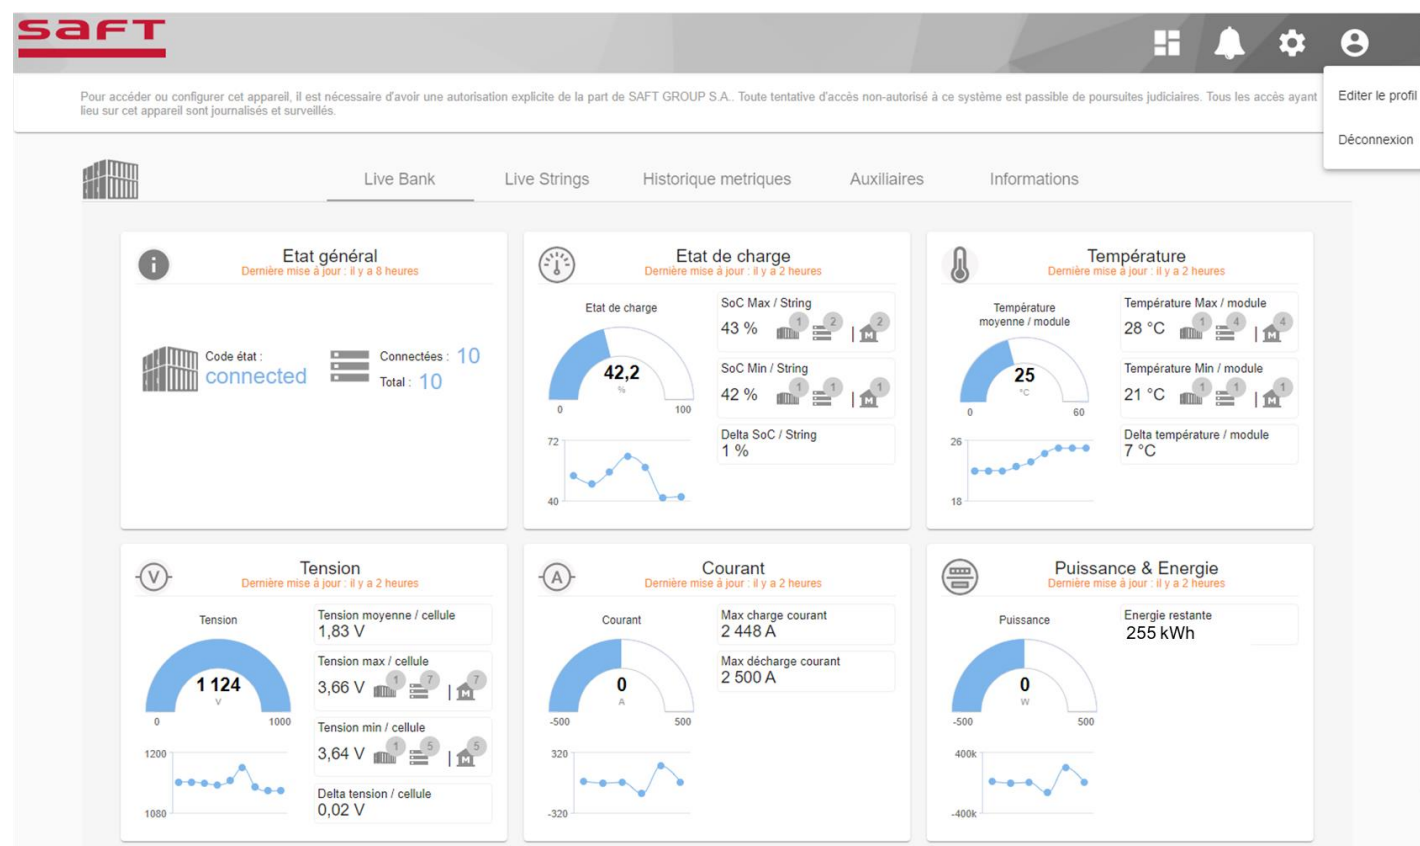 saFT
Editer le profil
Déconnexion
Pour accéder ou configurer cet appareil, il est nécessaire d'avoir une autorisation explicite de la part de SAFT GROUP S.A.. Toute tentative d'accès non-autorisé à ce système est passible de poursuites judiciaires. Tous les accès ayant
lieu sur cet appareil sont journalisés et surveillés.
Live Bank
Live Strings
Historique metriques
Auxiliaires
Informations
i
Etat général
Dernière mise à jour : il y a 8 heures
Code état :
connected
Connectées : 10
Total : 10
Etat de charge
Dernière mise à jour : il y a 2 heures
Etat de charge
42,2
%
0
100
72
40
SoC Max / String
43 % 1 2 | M 2
SoC Min / String
42 % 1 1 | M 1
Delta SoC / String
1 %
Température
Dernière mise à jour : il y a 2 heures
Température
moyenne / module
25
°C
0
60
26
18
Température Max / module
28 °C 1 4 | M 4
Température Min / module
21 °C 1 1 | M 1
Delta température / module
7 °C
V
Tension
Dernière mise à jour : il y a 2 heures
Tension
1 124
V
0
1000
1200
1080
Tension moyenne / cellule
1,83 V
Tension max / cellule
3,66 V 1 7 | M 7
Tension min / cellule
3,64 V 1 5 | M 5
Delta tension / cellule
0,02 V
A
Courant
Dernière mise à jour : il y a 2 heures
Courant
0
A
-500
500
320
-320
Max charge courant
2 448 A
Max décharge courant
2 500 A
Puissance & Energie
Dernière mise à jour : il y a 2 heures
Puissance
0
W
-500
500
400k
-400k
Energie restante
255 kWh